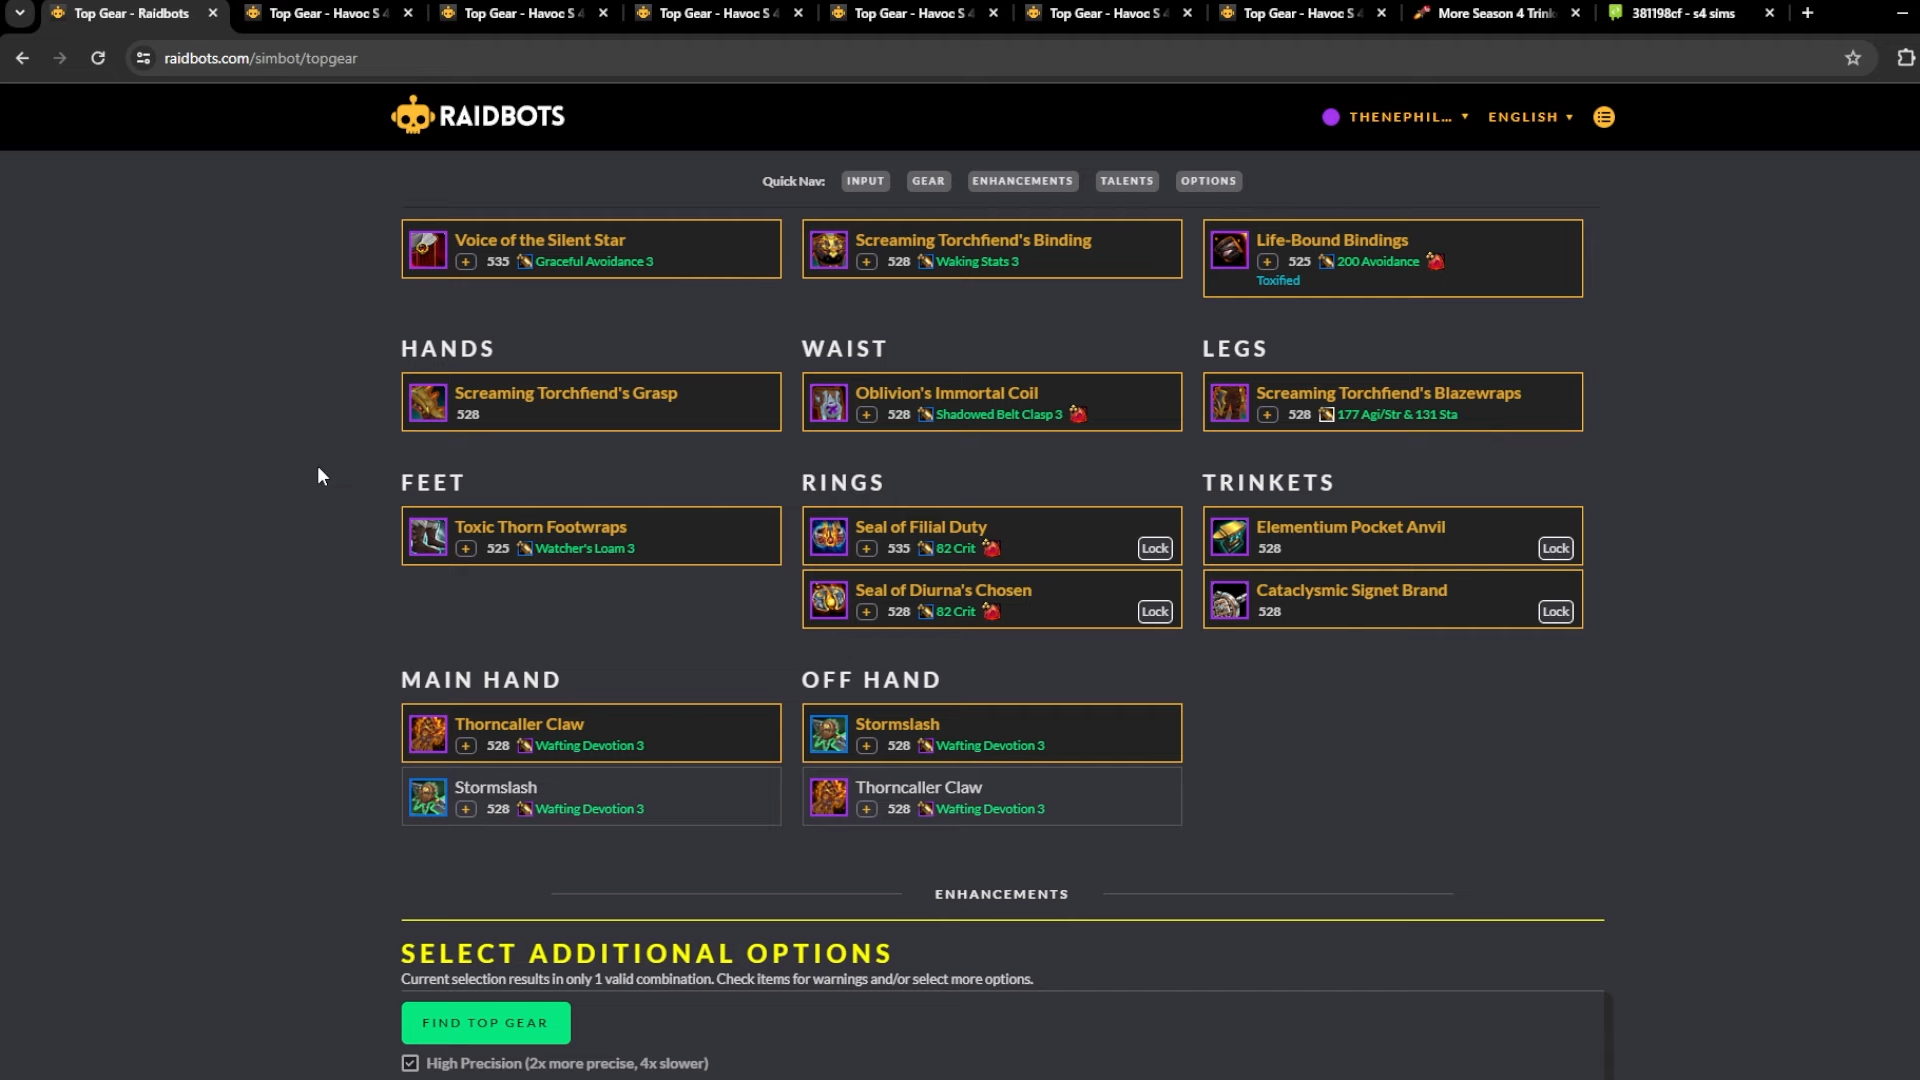 Top Gear - Raidbots
Top Gear - Havoc S 4
Top Gear - Havoc S 4
Top Gear - Havoc S 4
Top Gear - Havoc S 4
Top Gear - Havoc S 4
Top Gear - Havoc S 4
More Season 4 Trink
381198cf - s4 sims
raidbots.com/simbot/topgear
RAIDBOTS
THENEPHIL...
ENGLISH
Quick Nav:
INPUT
GEAR
ENHANCEMENTS
TALENTS
OPTIONS
Voice of the Silent Star
+ 535 Graceful Avoidance 3
Screaming Torchfiend's Binding
+ 528 Waking Stats 3
Life-Bound Bindings
+ 525 200 Avoidance
Toxified
HANDS
Screaming Torchfiend's Grasp
528
WAIST
Oblivion's Immortal Coil
+ 528 Shadowed Belt Clasp 3
LEGS
Screaming Torchfiend's Blazewraps
+ 528 177 Agi/Str & 131 Sta
FEET
Toxic Thorn Footwraps
+ 525 Watcher's Loam 3
RINGS
Seal of Filial Duty
+ 535 82 Crit
Lock
Seal of Diurna's Chosen
+ 528 82 Crit
Lock
TRINKETS
Elementium Pocket Anvil
528
Lock
Cataclysmic Signet Brand
528
Lock
MAIN HAND
Thorncaller Claw
+ 528 Wafting Devotion 3
Stormslash
+ 528 Wafting Devotion 3
OFF HAND
Stormslash
+ 528 Wafting Devotion 3
Thorncaller Claw
+ 528 Wafting Devotion 3
ENHANCEMENTS
SELECT ADDITIONAL OPTIONS
Current selection results in only 1 valid combination. Check items for warnings and/or select more options.
FIND TOP GEAR
High Precision (2x more precise, 4x slower)